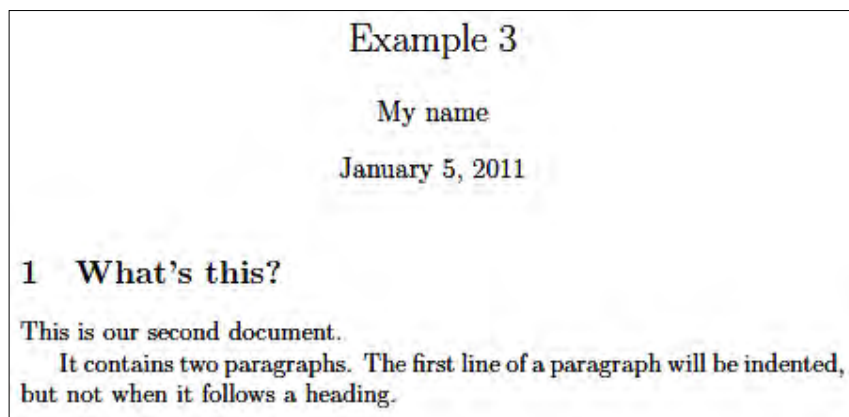 Example 3
My name
January 5, 2011
1 What's this?
This is our second document.
It contains two paragraphs. The first line of a paragraph will be indented,
but not when it follows a heading.